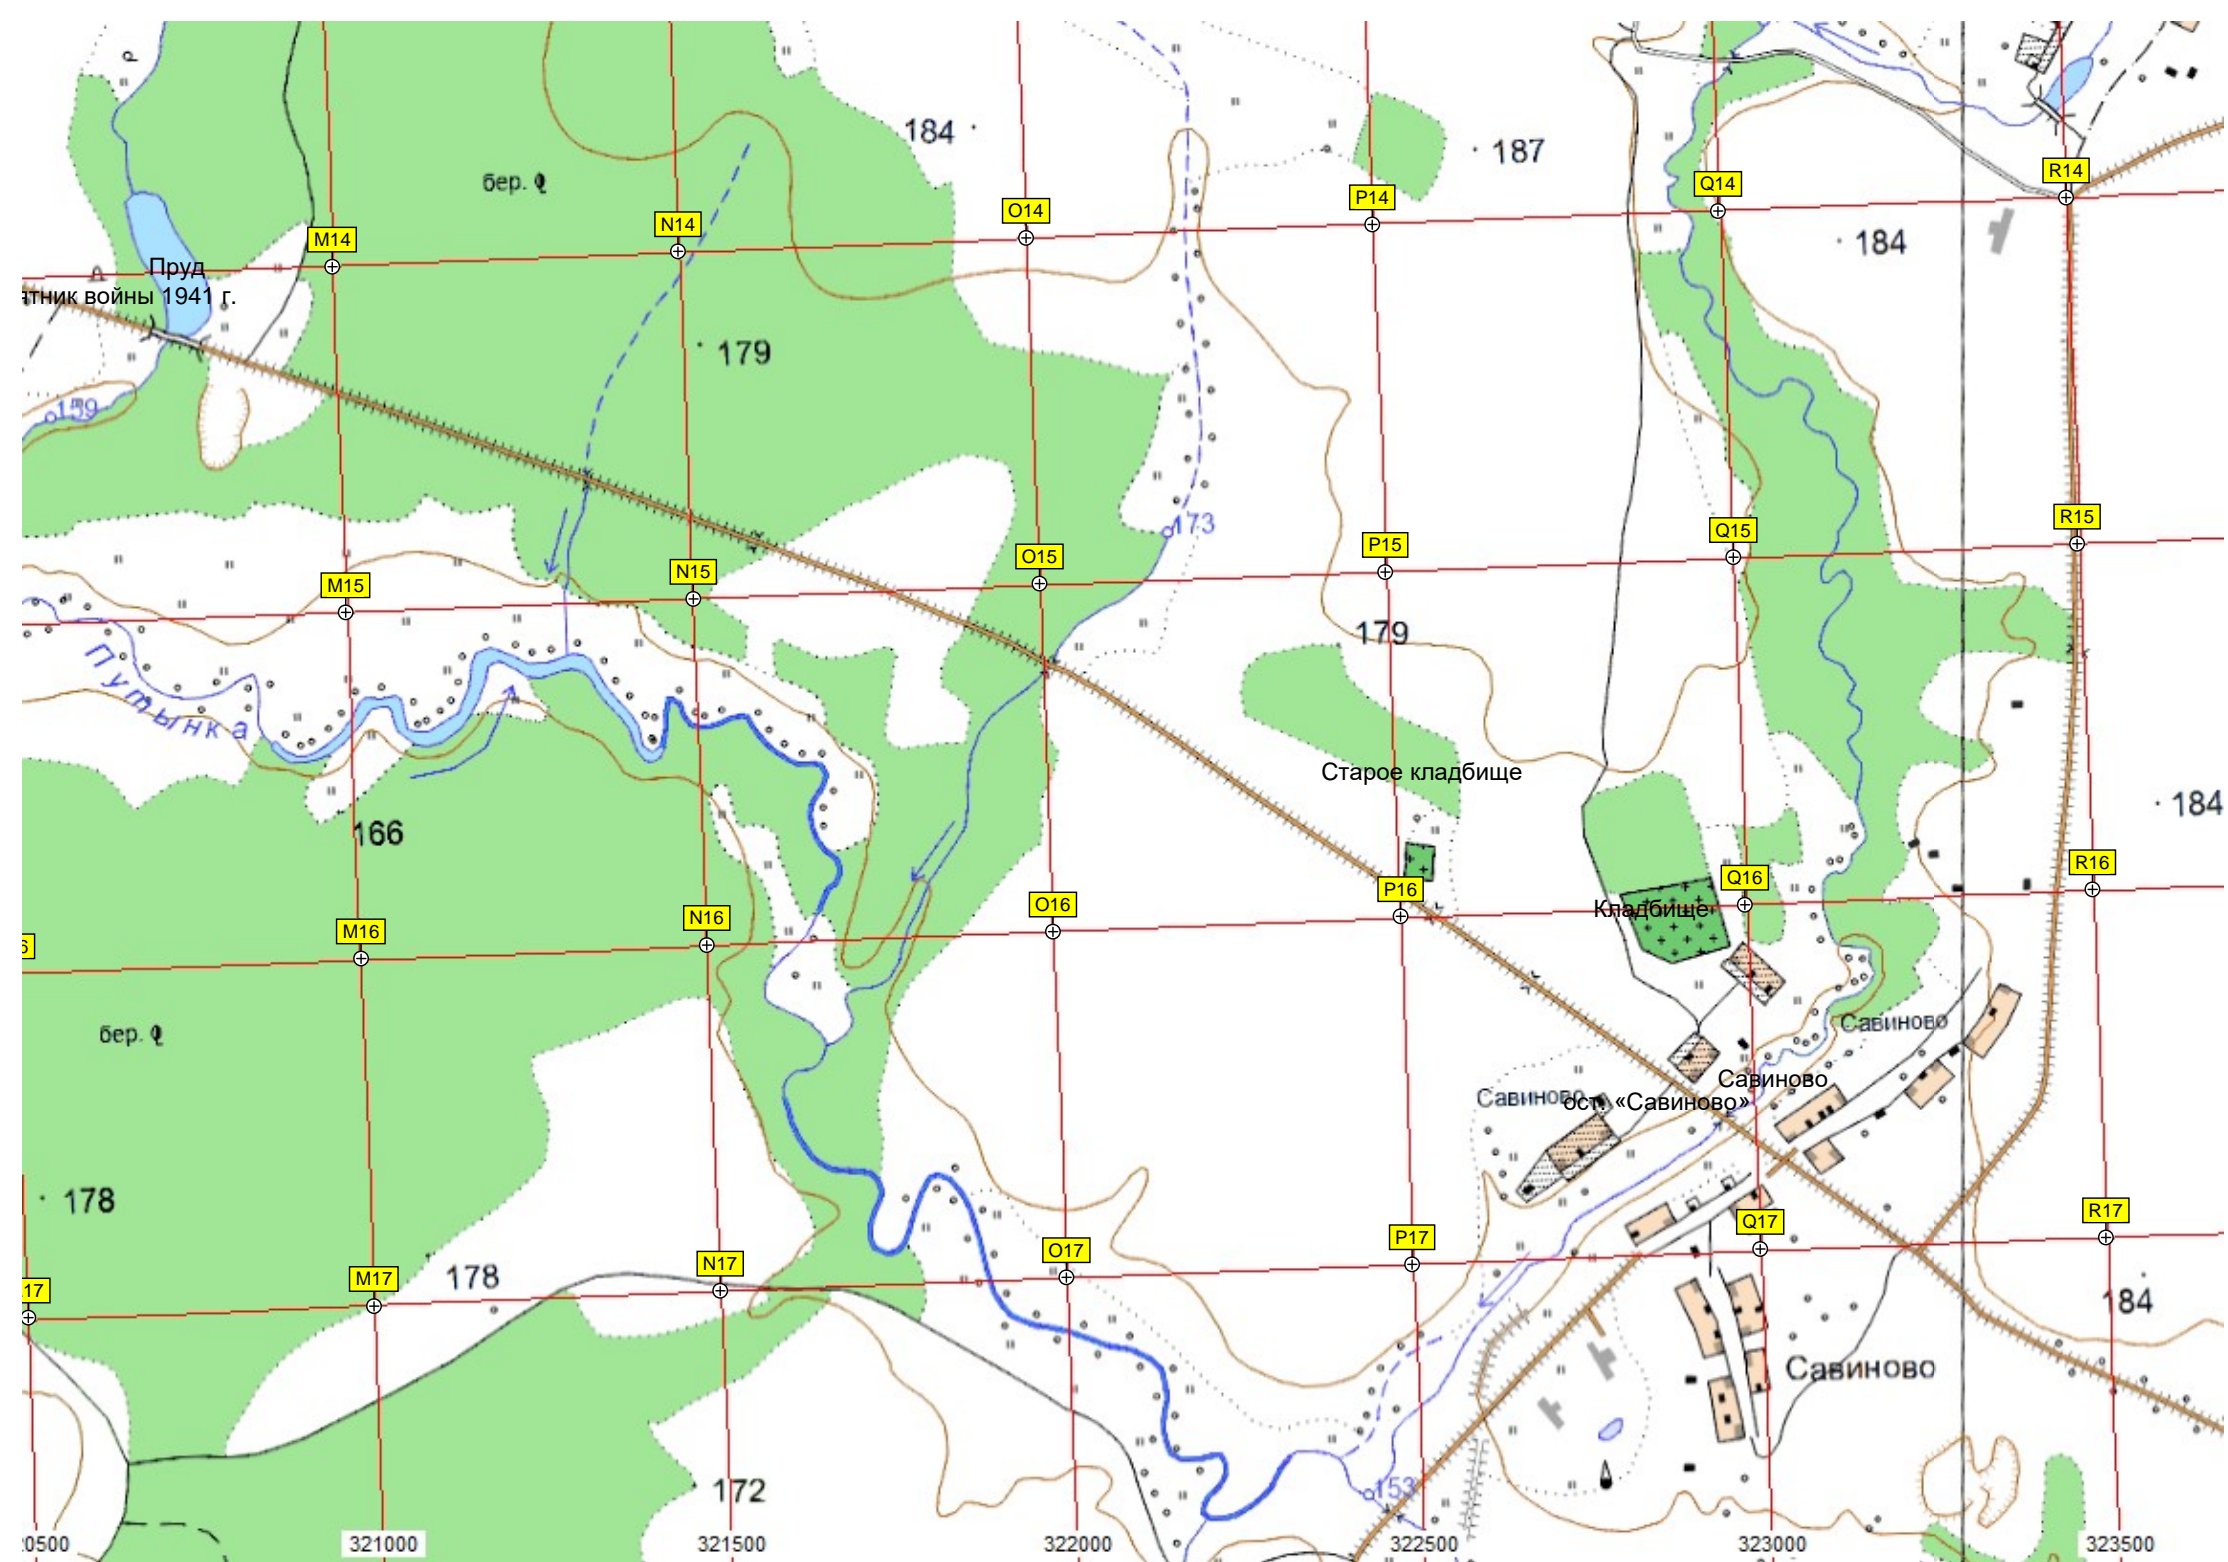 184
187
бер.
R14
Q14
P14
O14
N14
M14
184
Пруд
ятник войны 1941 г.
179
159
173
R15
Q15
P15
O15
N15
M15
179
Путынка
Старое кладбище
184
166
R16
Q16
P16
O16
N16
M16
6
Кладбище
Савиново
бер.
Савиново
Савиново
ост. «Савиново»
178
R17
Q17
P17
O17
N17
M17
17
178
184
Савиново
172
153
20500
321000
321500
322000
322500
323000
323500